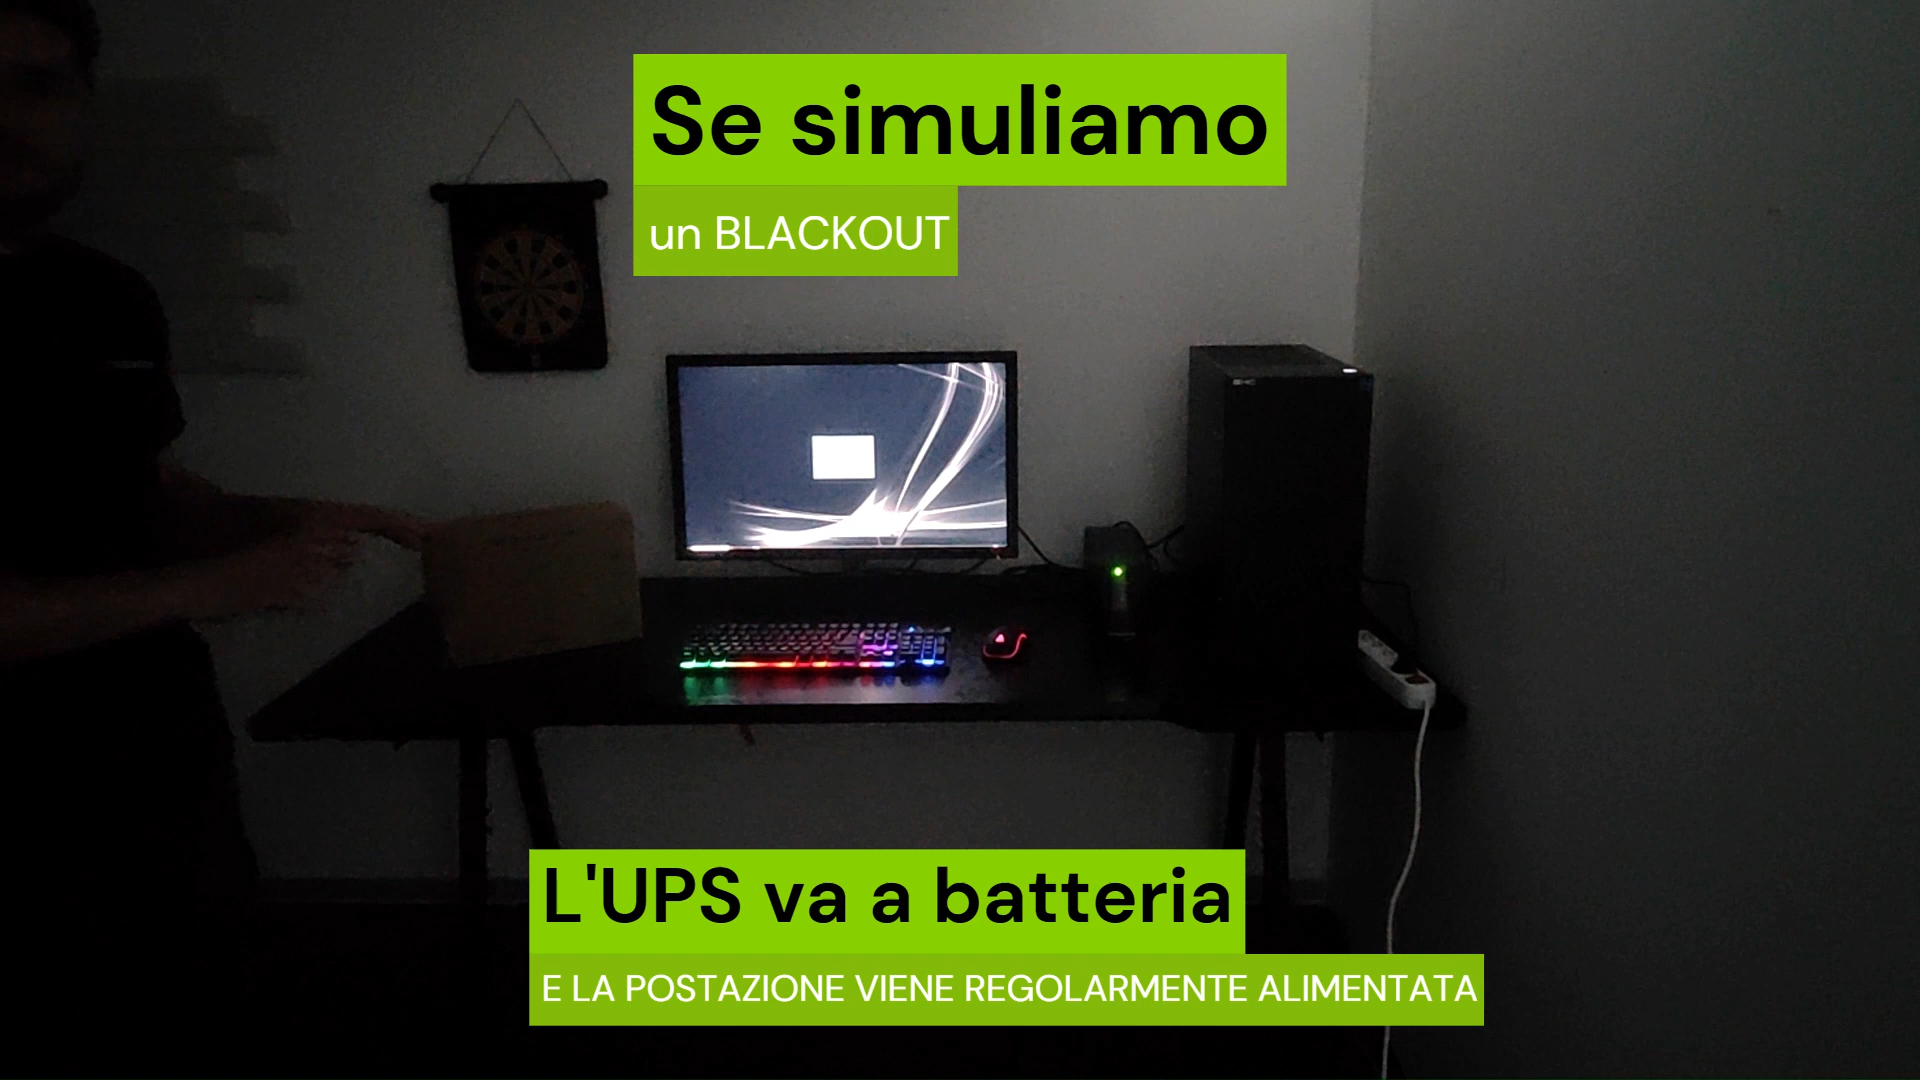 Se simuliamo
un BLACKOUT
L'UPS va a batteria
E LA POSTAZIONE VIENE REGOLARMENTE ALIMENTATA